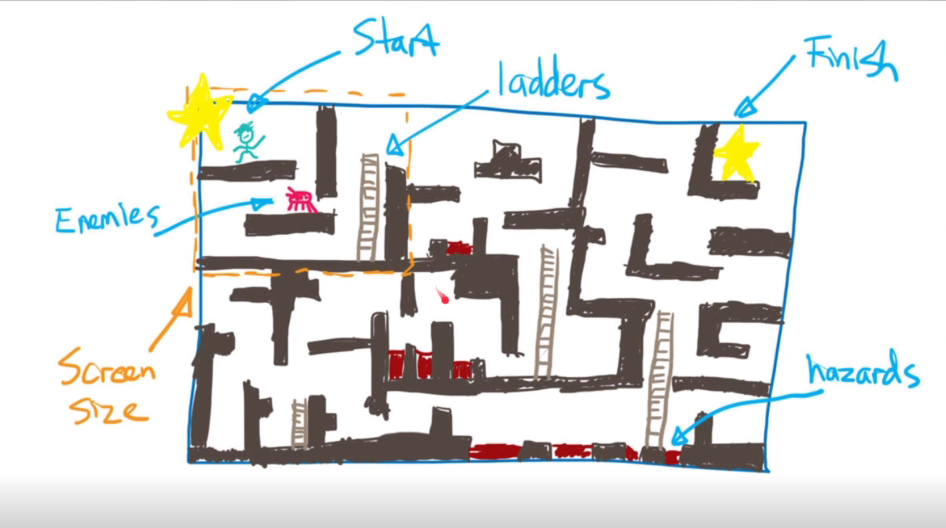 Start
Finish
ladders
Enemies
Screen
size
hazards